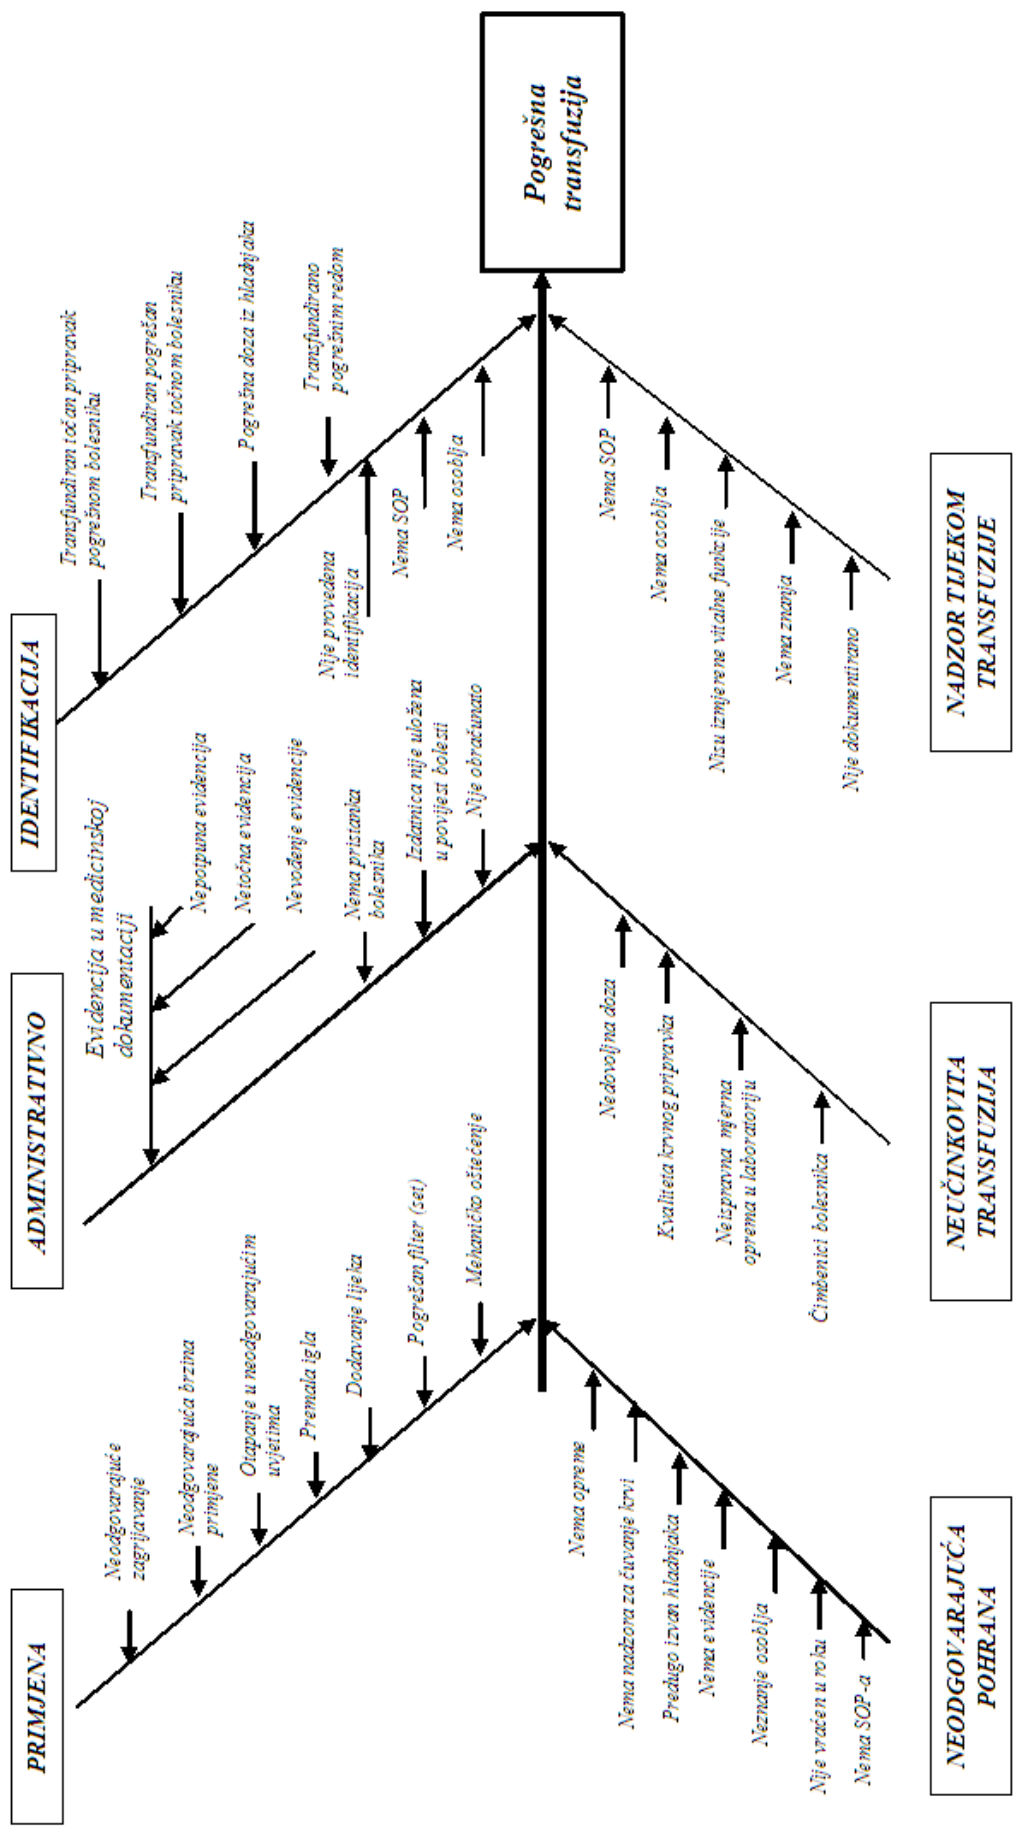 PRIMJENA
Neodgovarajuće
zagrijavanje
Neodgovarajuća brzina
primjene
Otapanje u neodgovarajućim
uvjetima
Premala igla
Dodavanje lijeka
Pogrešan filter (set)
Mehaničko oštećenje
ADMINISTRATIVNO
Evidencija u medicinskoj
dokumentaciji
Nepoipuna evidencija
Netočna evidencija
Nevođenje evidencije
Nema pristanka
bolesnika
Izdatnica nije uložena
u povijest bolesti
Nije obračunato
IDENTIFIKACIJA
Transfundiran točan pripravak
pogrešnom bolesniku
Transfundiran pogrešan
pripravak točnom bolesniku
Pogrešna doza iz hladnjaka
Transfundirano
pogrešnim redom
Nije provedena
identifikacija
Nema SOP
Nema osoblja
Pogrešna
transfuzija
Nema opreme
Nema nadzora za čuvanje krvi
Predugo izvan hladnjaka
Nema evidencije
Neznanje osoblja
Nije vraćen u roku
Nema SOP-a
NEODGOVARAJUĆA
POHRANA
Nedovoljna doza
Kvaliteta krvnog pripravka
Neispravna mjerna
oprema u laboratoriju
Čimbenici bolesnika
NEUČINKOVITA
TRANSFUZIJA
Nema SOP
Nema osoblja
Nisu izmjerene vitalne funkcije
Nema znanja
Nije dokumentirano
NADZOR TIJEKOM
TRANSFUZIJE